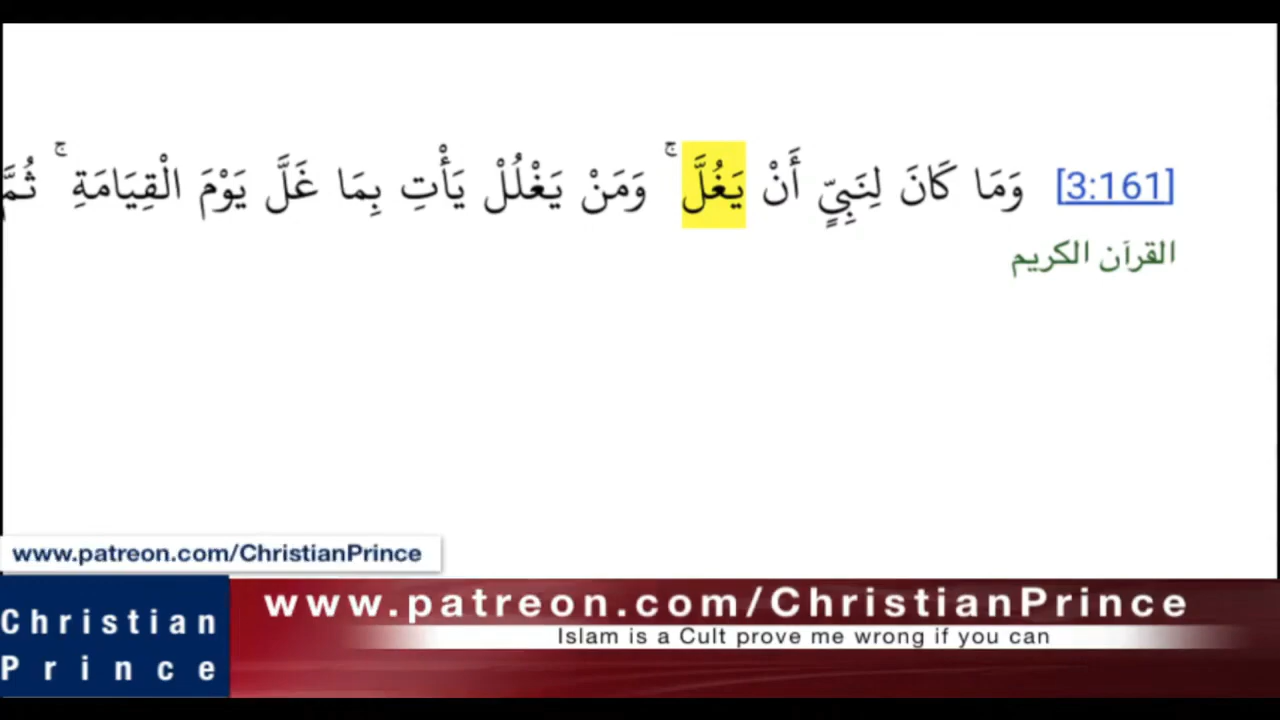 [3:161] وَمَا كَانَ لِنَبِيٍّ أَنْ يَغُلَّ ۚ وَمَنْ يَغْلُلْ يَأْتِ بِمَا غَلَّ يَوْمَ الْقِيَامَةِ ۚ ثُمَّ
القرآن الكريم
www.patreon.com/ChristianPrince
www.patreon.com/ChristianPrince
Islam is a Cult prove me wrong if you can
Christian
Prince